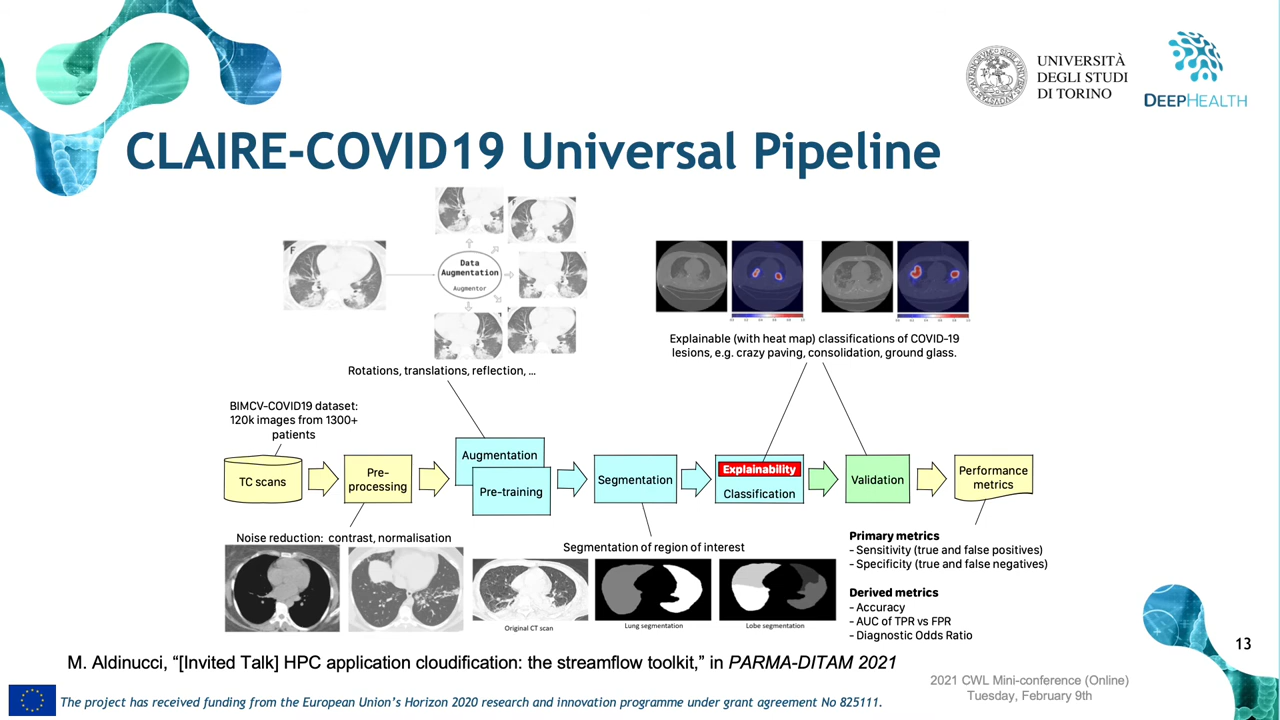 UNIVERSITÀ
DEGLI STUDI
DI TORINO
DEEPHEALTH
CLAIRE-COVID19 Universal Pipeline
Data
Augmentation
Augmentor
Explainable (with heat map) classifications of COVID-19
lesions, e.g. crazy paving, consolidation, ground glass.
Rotations, translations, reflection, ...
BIMCV-COVID19 dataset:
120k images from 1300+
patients
TC scans
Pre-
processing
Augmentation
Pre-training
Segmentation
Explainability
Classification
Validation
Performance
metrics
Noise reduction: contrast, normalisation
Segmentation of region of interest
Original CT scan
Lung segmentation
Lobe segmentation
Primary metrics
- Sensitivity (true and false positives)
- Specificity (true and false negatives)
Derived metrics
- Accuracy
- AUC of TPR vs FPR
- Diagnostic Odds Ratio
13
M. Aldinucci, “[Invited Talk] HPC application cloudification: the streamflow toolkit,” in PARMA-DITAM 2021
2021 CWL Mini-conference (Online)
Tuesday, February 9th
The project has received funding from the European Union’s Horizon 2020 research and innovation programme under grant agreement No 825111.